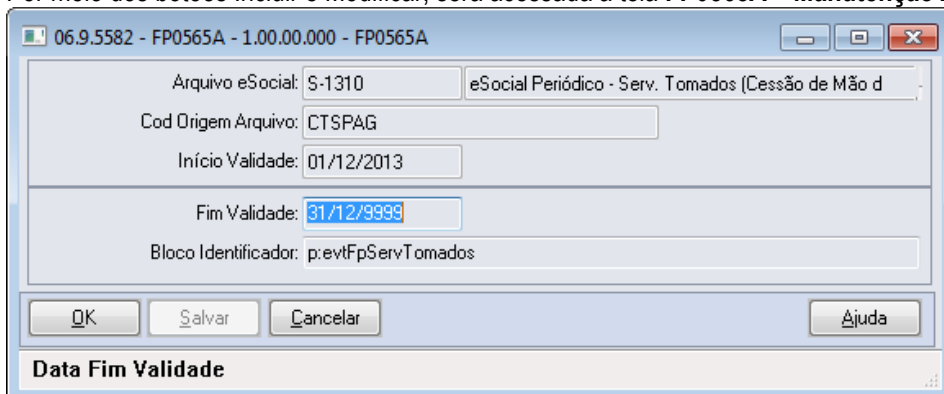 06.9.5582 - FP0565A - 1.00.00.000 - FP0565A
Arquivo eSocial: S-1310 eSocial Periódico - Serv. Tomados (Cessão de Mão d
Cod Origem Arquivo: CTSPAG
Início Validade: 01/12/2013
Fim Validade: 31/12/9999
Bloco Identificador: p:evtFpServTomados
OK Salvar Cancelar Ajuda
Data Fim Validade